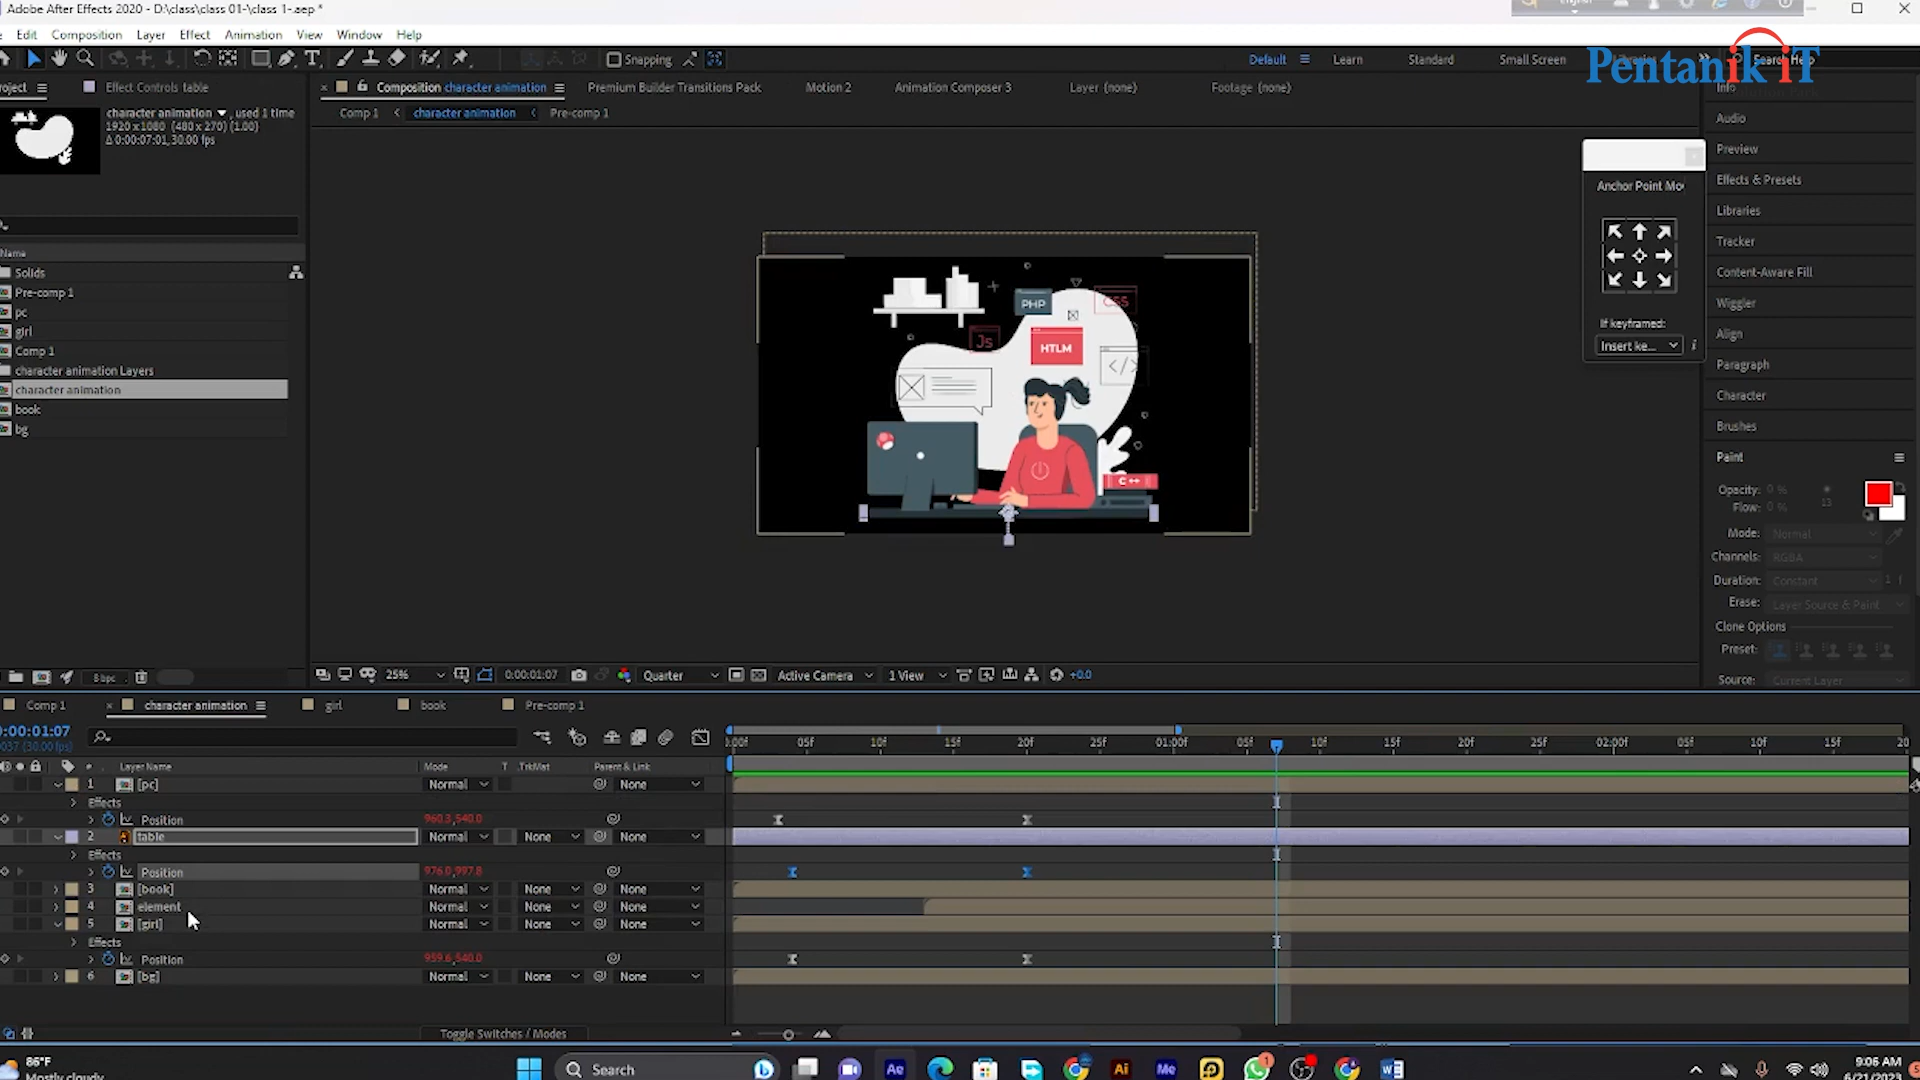 Adobe After Effects 2020 - D:\class\class 01-\class 1-.aep *
Edit Composition Layer Effect Animation View Window Help
Snapping
Default Learn Standard Small Screen
Pentanik iT
oject Effect Controls table
Composition character animation Premium Builder Transitions Pack Motion 2 Animation Composer 3 Layer (none) Footage (none)
Comp 1 character animation Pre-comp 1
character animation , used 1 time
1920 x 1080 (480 x 270) (1.00)
Δ 0:00:07:01, 30.00 fps
Name
Solids
Pre-comp 1
pc
girl
Comp 1
character animation Layers
character animation
book
bg
PHP
CSS
Js
HTLM
</>
C ++
Anchor Point Mo
If keyframed:
Insert ke...
Info
Audio
Preview
Effects & Presets
Libraries
Tracker
Content-Aware Fill
Wiggler
Align
Paragraph
Character
Brushes
Paint
Opacity: 0 %
Flow: 0 %
13
Mode: Normal
Channels: RGBA
Duration: Constant 1 f
Erase: Layer Source & Paint
Clone Options
Preset:
Source: Current Layer
8 bpc
25% 0:00:01:07 Quarter Active Camera 1 View +0.0
Comp 1 character animation girl book Pre-comp 1
0:00:01:07
0037 (30.00 fps)
:00f 05f 10f 15f 20f 25f 01:00f 05f 10f 15f 20f 25f 02:00f 05f 10f 15f 20
Layer Name Mode T .TrkMat Parent & Link
1 [pc] Normal None
Effects
Position 960.3,540.0
2 table Normal None None
Effects
Position 976.0,997.8
3 [book] Normal None None
4 element Normal None None
5 [girl] Normal None None
Effects
Position 959.6,540.0
6 [bg] Normal None None
Toggle Switches / Modes
86°F
Mostly cloudy
Search
Ae
Ai
Me
1
9:06 AM
6/21/2023